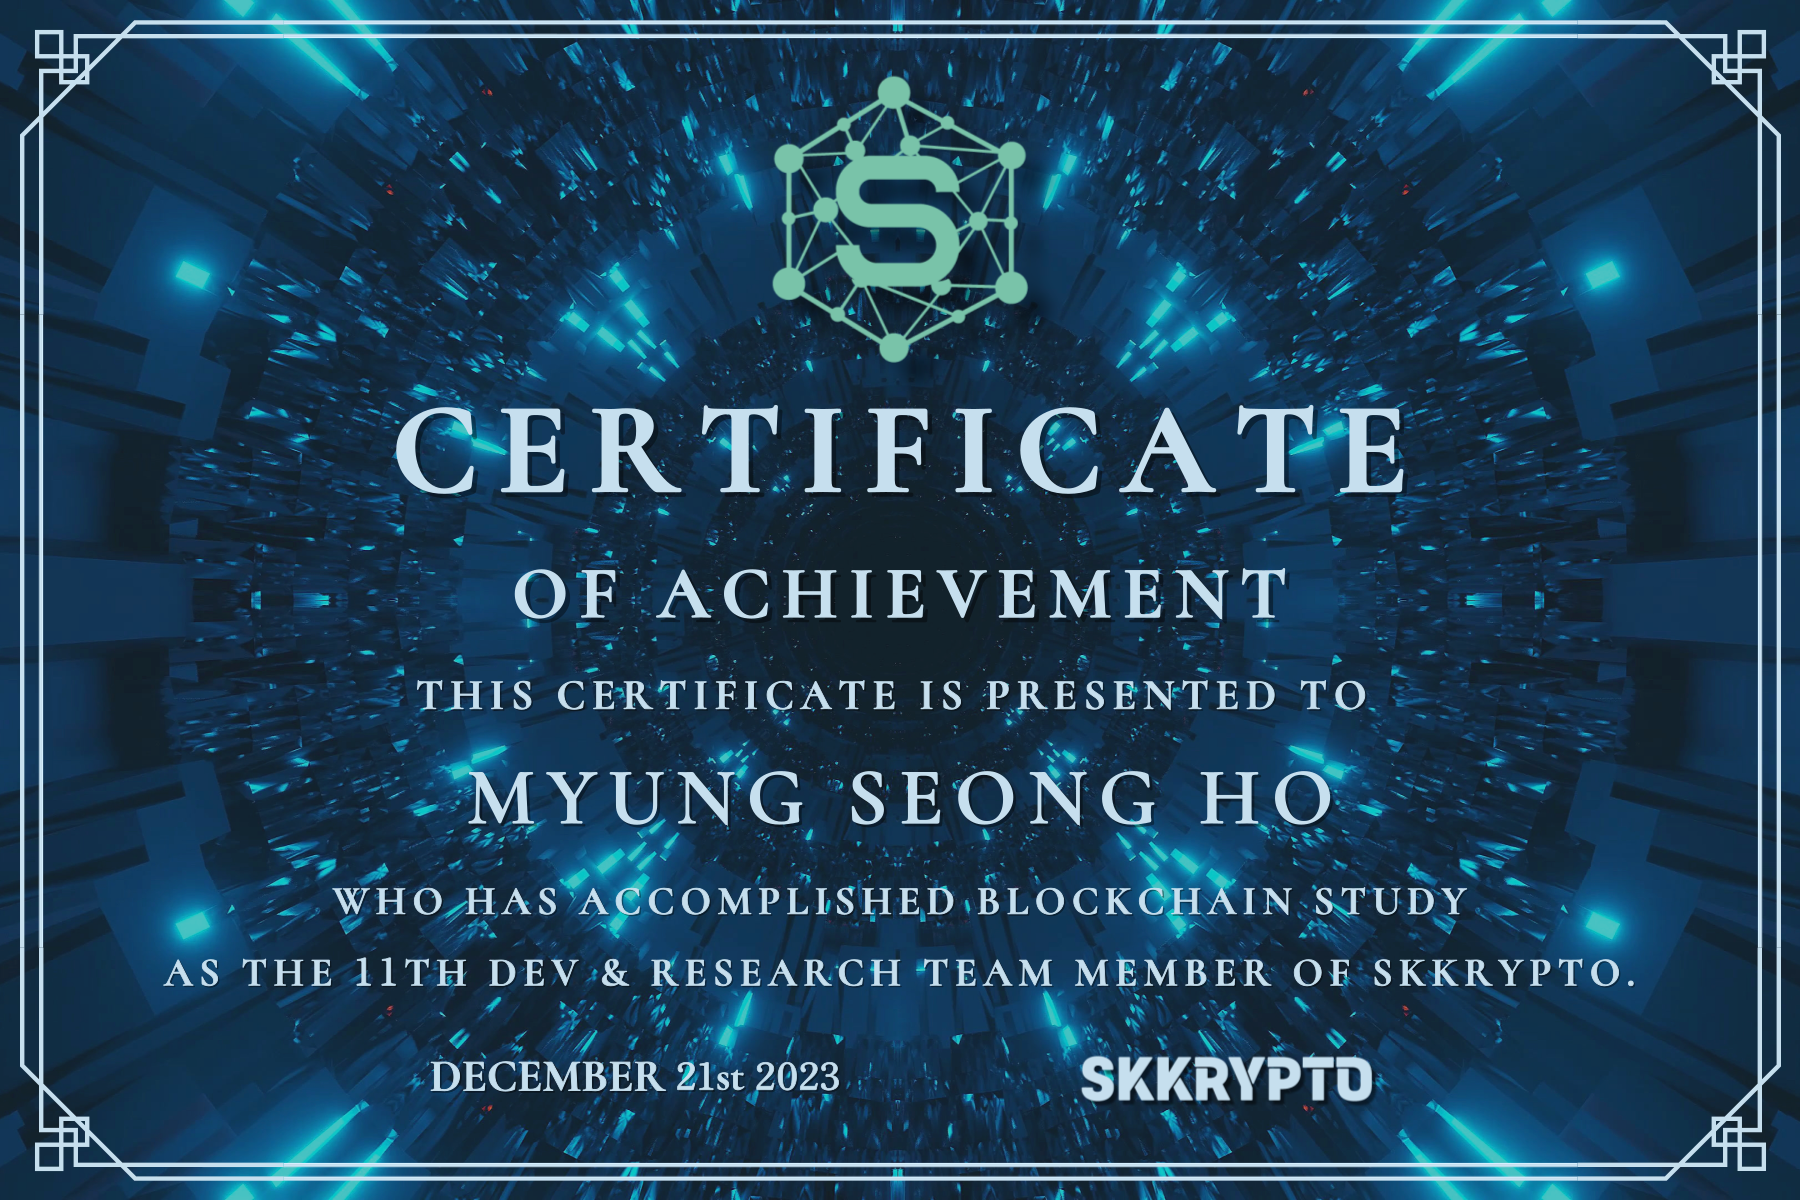 S
CERTIFICATE
OF ACHIEVEMENT
THIS CERTIFICATE IS PRESENTED TO
MYUNG SEONG HO
WHO HAS ACCOMPLISHED BLOCKCHAIN STUDY
AS THE 11TH DEV & RESEARCH TEAM MEMBER OF SKKRYPTO.
DECEMBER 21st 2023
SKKRYPTO